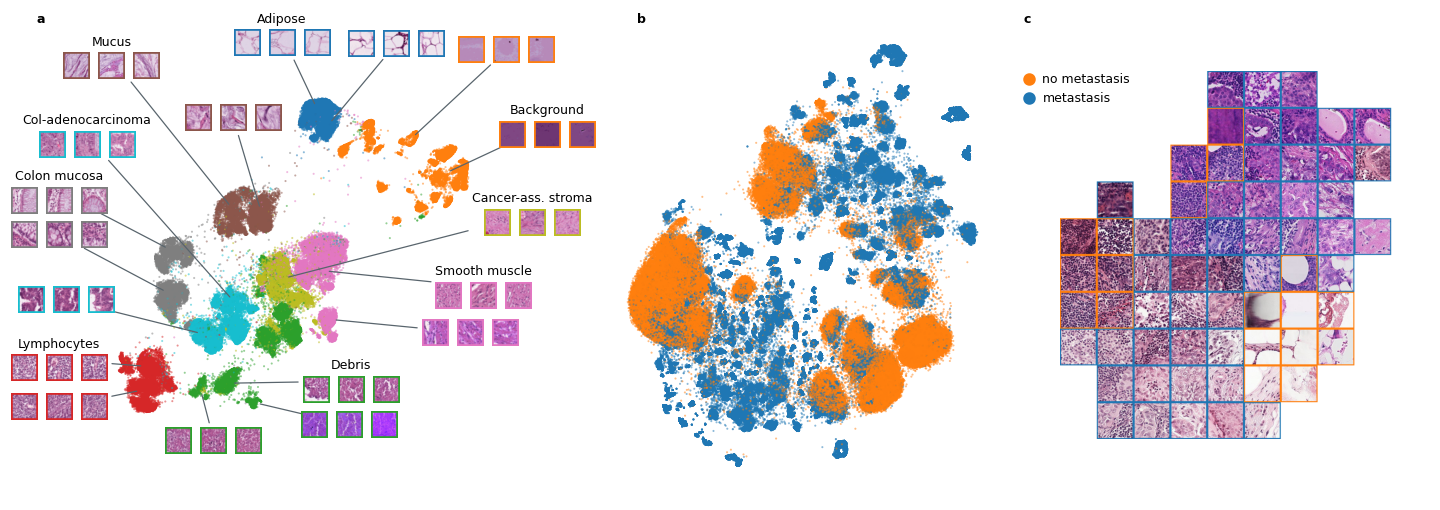 a
b
c
Adipose
Mucus
Background
Col-adenocarcinoma
Colon mucosa
Cancer-ass. stroma
Smooth muscle
Lymphocytes
Debris
no metastasis
metastasis